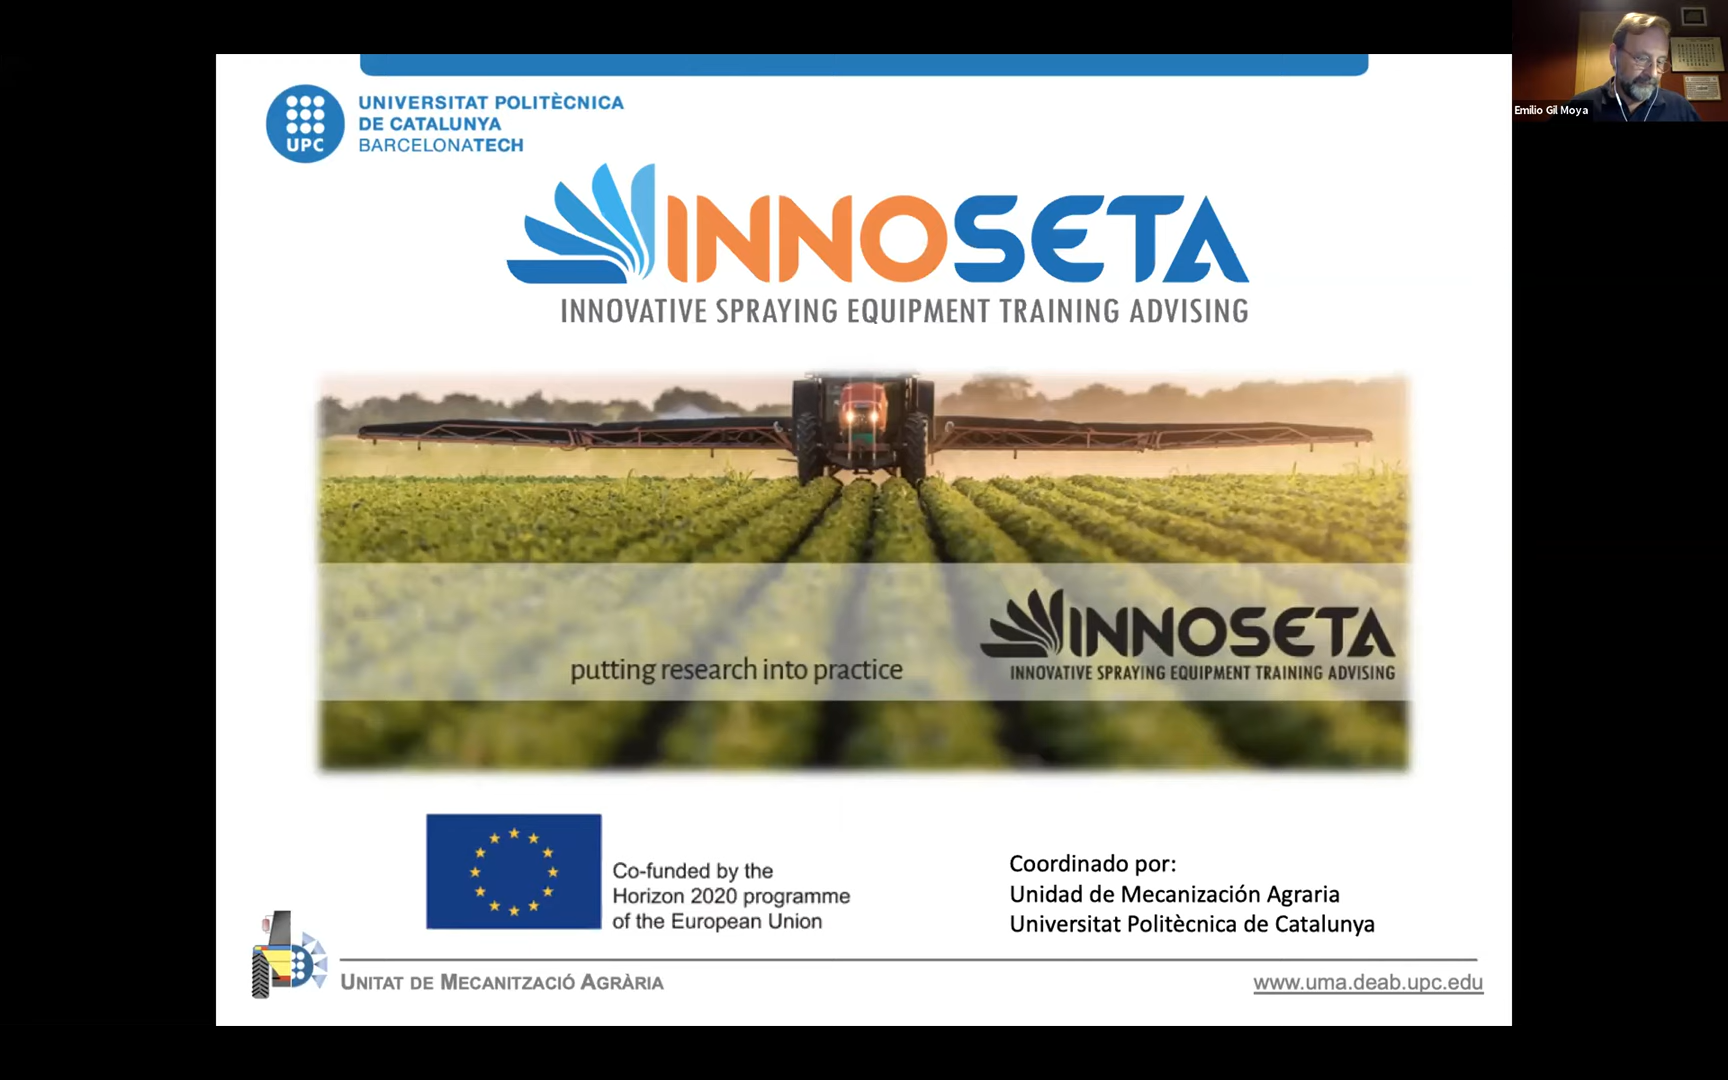 UNIVERSITAT POLITÈCNICA
DE CATALUNYA
BARCELONATECH
UPC
Emilio Gil Moya
INNOSETA
INNOVATIVE SPRAYING EQUIPMENT TRAINING ADVISING
INNOSETA
putting research into practice
INNOVATIVE SPRAYING EQUIPMENT TRAINING ADVISING
Co-funded by the
Horizon 2020 programme
of the European Union
Coordinado por:
Unidad de Mecanización Agraria
Universitat Politècnica de Catalunya
UNITAT DE MECANITZACIÓ AGRÀRIA
www.uma.deab.upc.edu